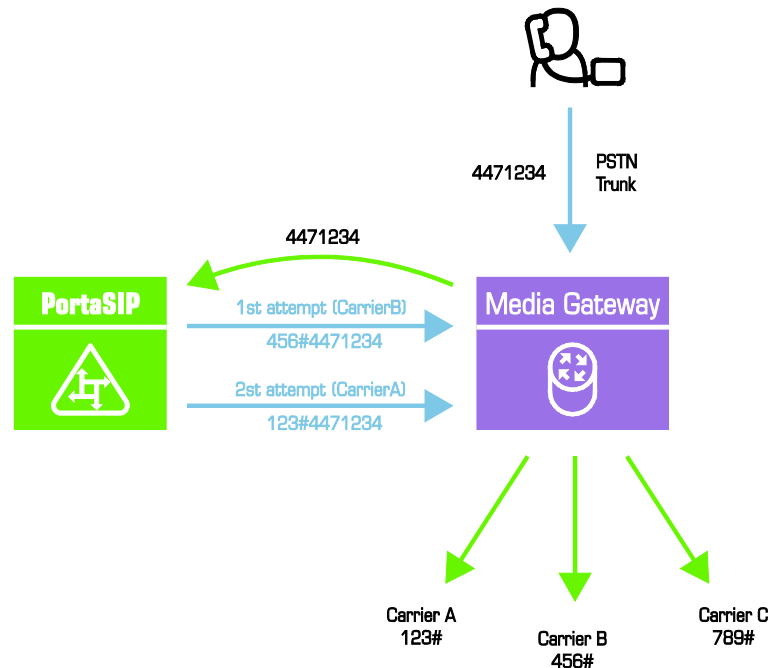 4471234
PSTN
Trunk
4471234
PortaSIP
1st attempt (CarrierB)
456#4471234
2st attempt (CarrierA)
123#4471234
Media Gateway
Carrier A
123#
Carrier B
456#
Carrier C
789#